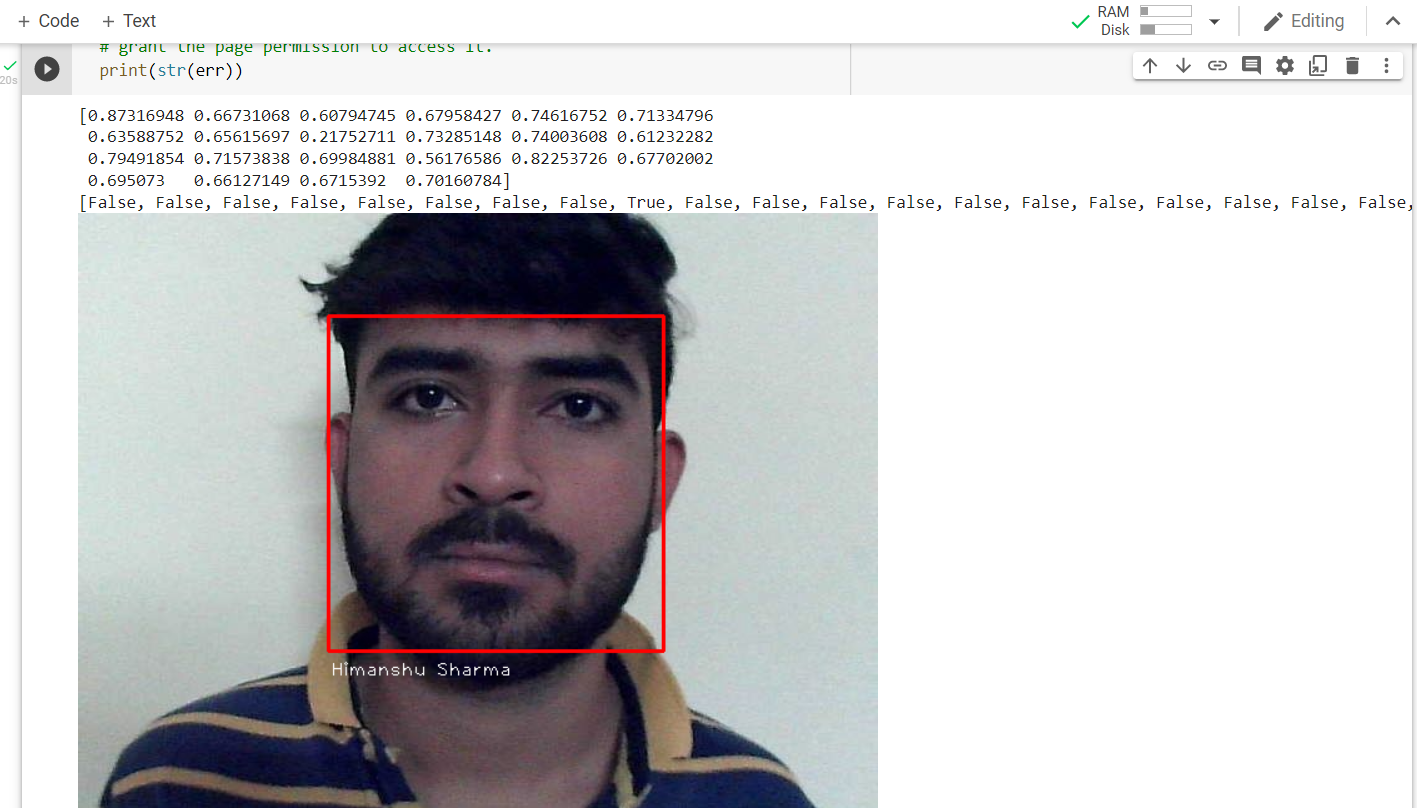 + Code + Text
RAM
Disk
Editing
# grant the page permission to access it.
20s
print(str(err))
[0.87316948 0.66731068 0.60794745 0.67958427 0.74616752 0.71334796
0.63588752 0.65615697 0.21752711 0.73285148 0.74003608 0.61232282
0.79491854 0.71573838 0.69984881 0.56176586 0.82253726 0.67702002
0.695073 0.66127149 0.6715392 0.70160784]
[False, False, False, False, False, False, False, False, True, False, False, False, False, False, False, False, False, False, False, False,
Himanshu Sharma